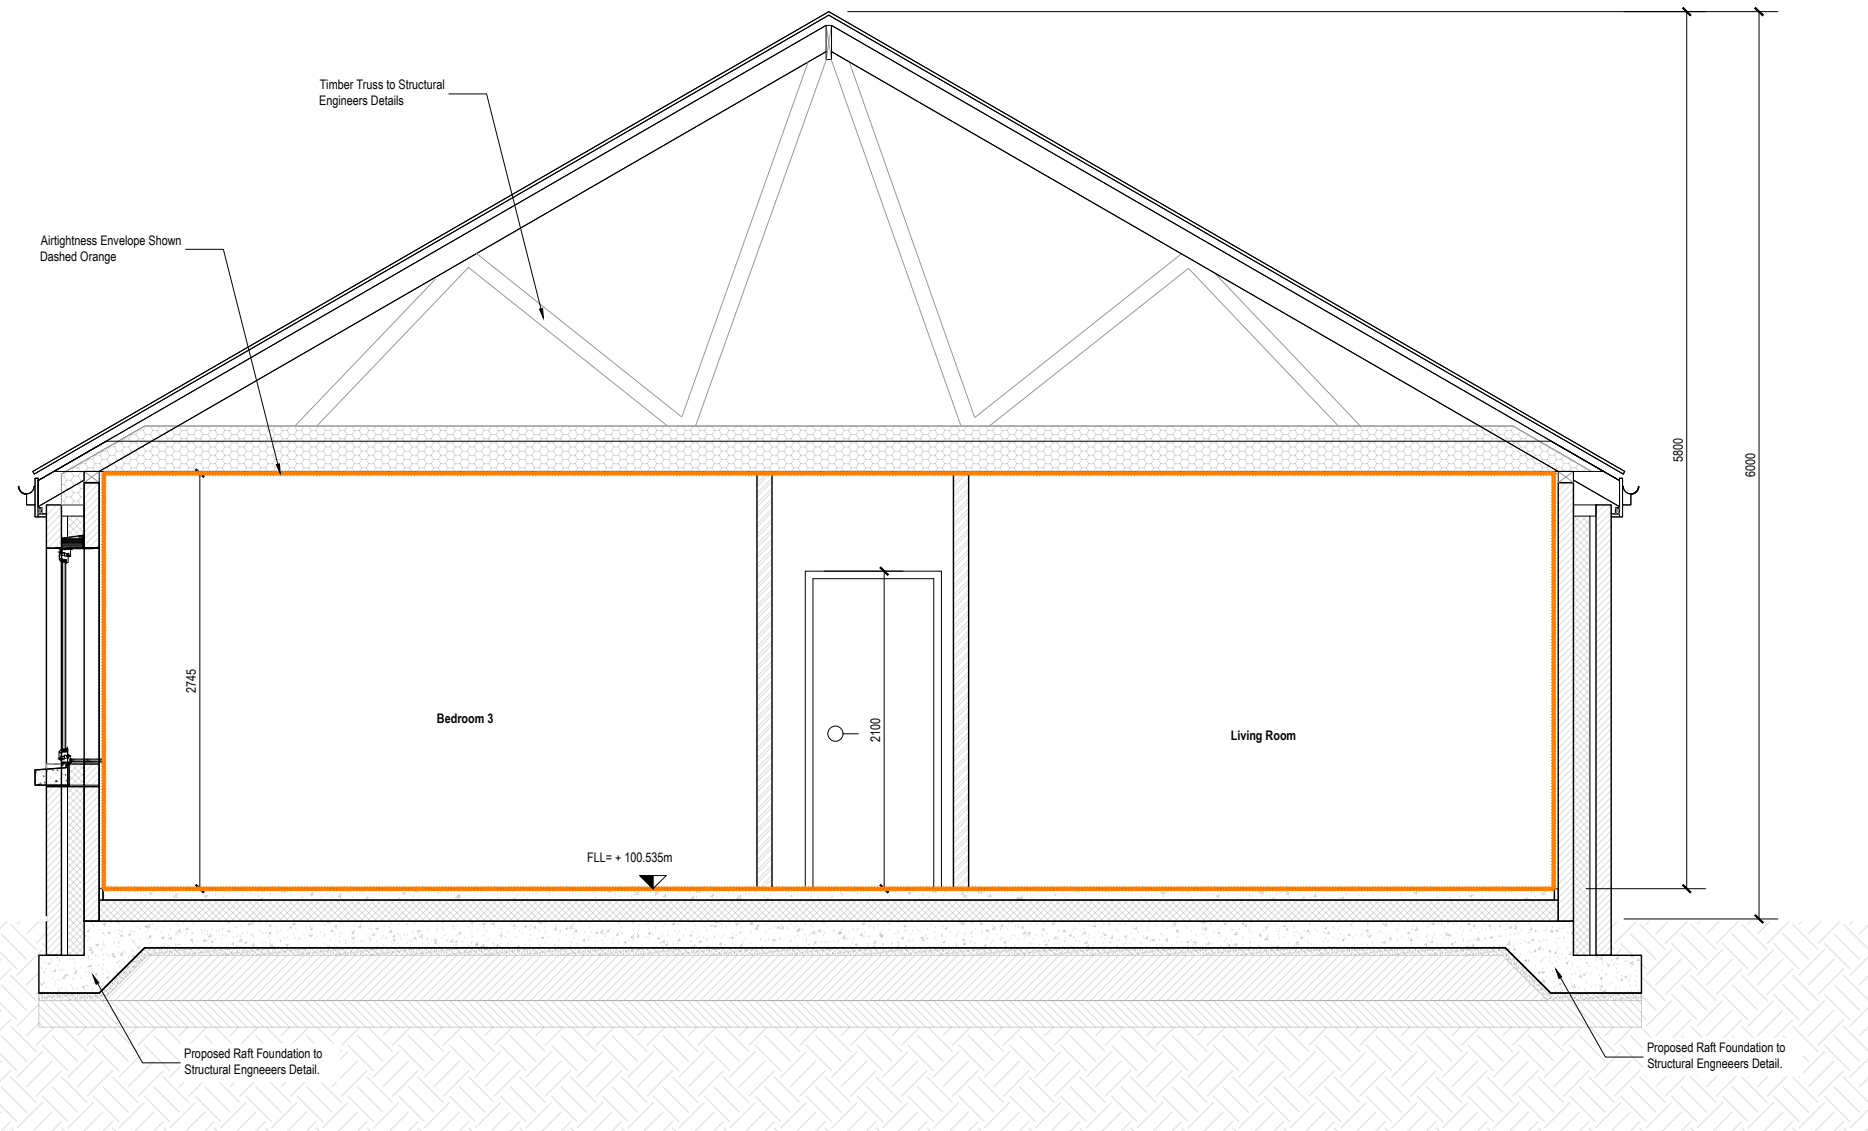 Timber Truss to Structural
Engineers Details
Airtightness Envelope Shown
Dashed Orange
5800
6000
2745
Bedroom 3
2100
Living Room
FLL= + 100.535m
Proposed Raft Foundation to
Structural Engneeers Detail.
Proposed Raft Foundation to
Structural Engneeers Detail.